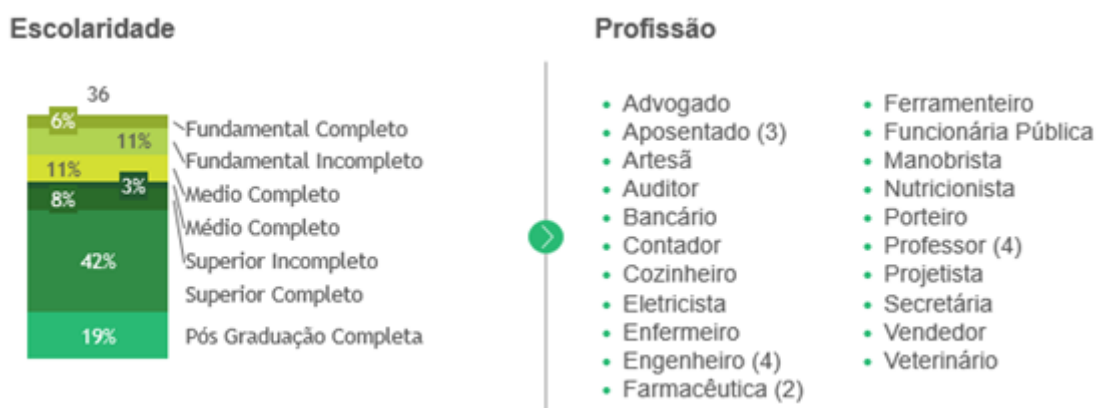 Escolaridade
36
6%
11%
11%
3%
8%
42%
19%
Fundamental Completo
Fundamental Incompleto
Medio Completo
Médio Completo
Superior Incompleto
Superior Completo
Pós Graduação Completa
Profissão
Advogado
Aposentado (3)
Artesã
Auditor
Bancário
Contador
Cozinheiro
Eletricista
Enfermeiro
Engenheiro (4)
Farmacêutica (2)
Ferramenteiro
Funcionária Pública
Manobrista
Nutricionista
Porteiro
Professor (4)
Projetista
Secretária
Vendedor
Veterinário